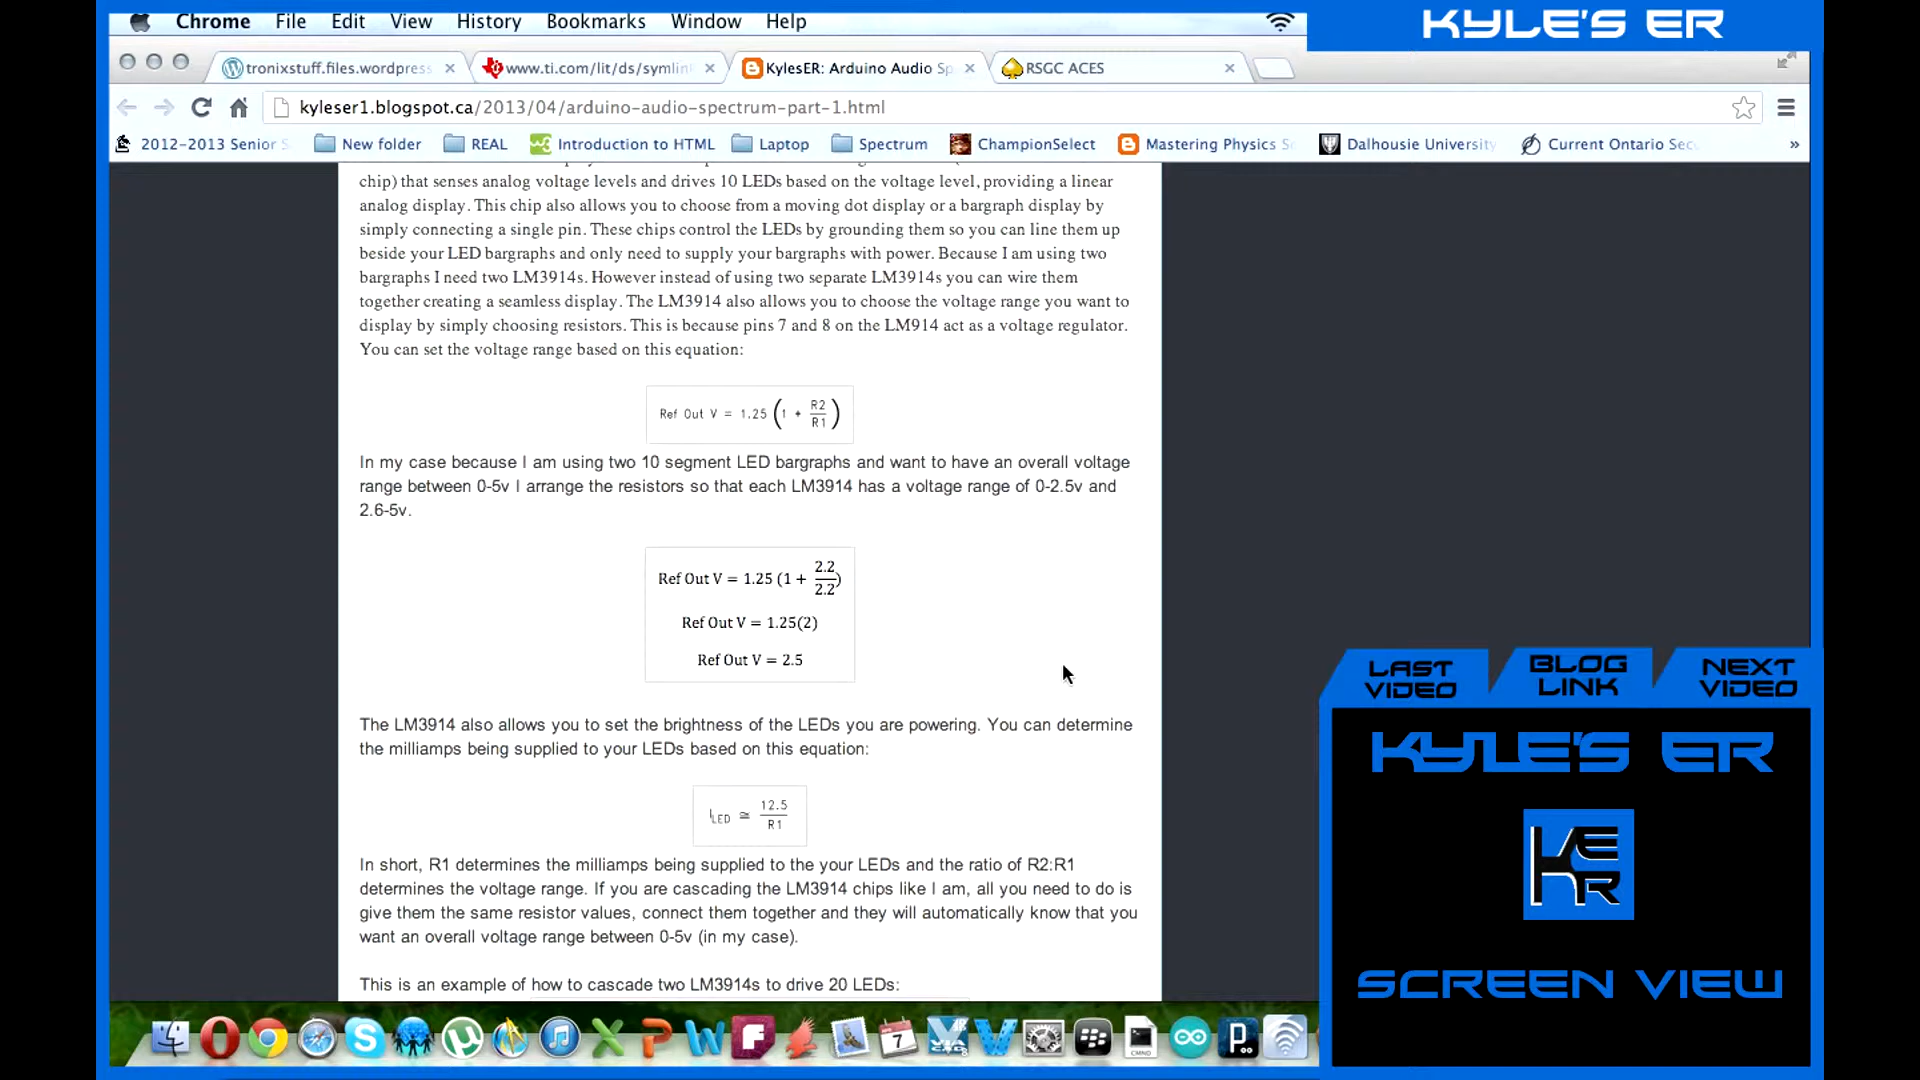 Chrome File Edit View History Bookmarks Window Help
KYLE'S ER
tronixstuff.files.wordpress
www.ti.com/lit/ds/symlin
KylesER: Arduino Audio Sp
RSGC ACES
kyleser1.blogspot.ca/2013/04/arduino-audio-spectrum-part-1.html
2012-2013 Senior S New folder REAL Introduction to HTML Laptop Spectrum ChampionSelect Mastering Physics S Dalhousie University Current Ontario Sec »
chip) that senses analog voltage levels and drives 10 LEDs based on the voltage level, providing a linear
analog display. This chip also allows you to choose from a moving dot display or a bargraph display by
simply connecting a single pin. These chips control the LEDs by grounding them so you can line them up
beside your LED bargraphs and only need to supply your bargraphs with power. Because I am using two
bargraphs I need two LM3914s. However instead of using two separate LM3914s you can wire them
together creating a seamless display. The LM3914 also allows you to choose the voltage range you want to
display by simply choosing resistors. This is because pins 7 and 8 on the LM914 act as a voltage regulator.
You can set the voltage range based on this equation:
Ref Out V = 1.25 (1 + R2/R1)
In my case because I am using two 10 segment LED bargraphs and want to have an overall voltage
range between 0-5v I arrange the resistors so that each LM3914 has a voltage range of 0-2.5v and
2.6-5v.
Ref Out V = 1.25 (1 + 2.2/2.2)
Ref Out V = 1.25(2)
Ref Out V = 2.5
The LM3914 also allows you to set the brightness of the LEDs you are powering. You can determine
the milliamps being supplied to your LEDs based on this equation:
ILED ≅ 12.5/R1
In short, R1 determines the milliamps being supplied to the your LEDs and the ratio of R2:R1
determines the voltage range. If you are cascading the LM3914 chips like I am, all you need to do is
give them the same resistor values, connect them together and they will automatically know that you
want an overall voltage range between 0-5v (in my case).
This is an example of how to cascade two LM3914s to drive 20 LEDs:
LAST VIDEO
BLOG LINK
NEXT VIDEO
KYLE'S ER
KER
SCREEN VIEW
7
CMND